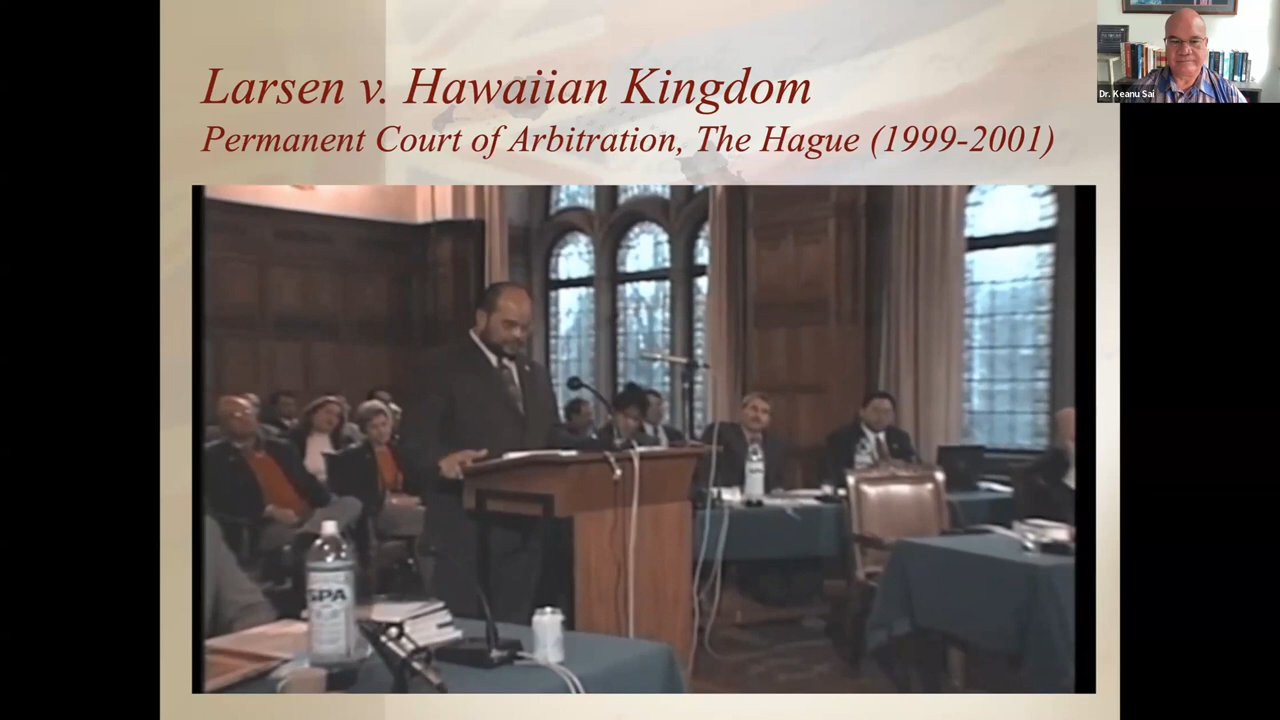 Larsen v. Hawaiian Kingdom
Permanent Court of Arbitration, The Hague (1999-2001)
Dr. Keanu Sai
SPA